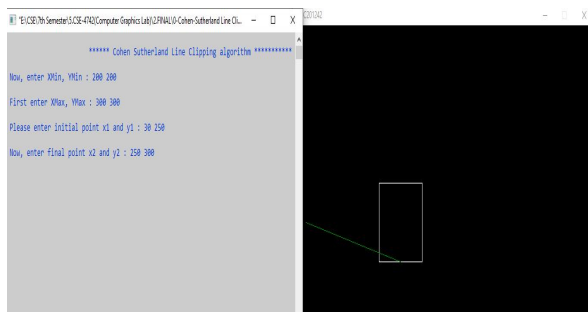 "E:\CSE\7th Semester\5.CSE-4742(Computer Graphics Lab)\2.FINAL\0-Cohen-Sutherland Line Cli...
C201342
****** Cohen Sutherland Line Clipping algorithm ***********
Now, enter XMin, YMin : 200 200
First enter XMax, YMax : 300 300
Please enter initial point x1 and y1 : 30 250
Now, enter final point x2 and y2 : 250 300